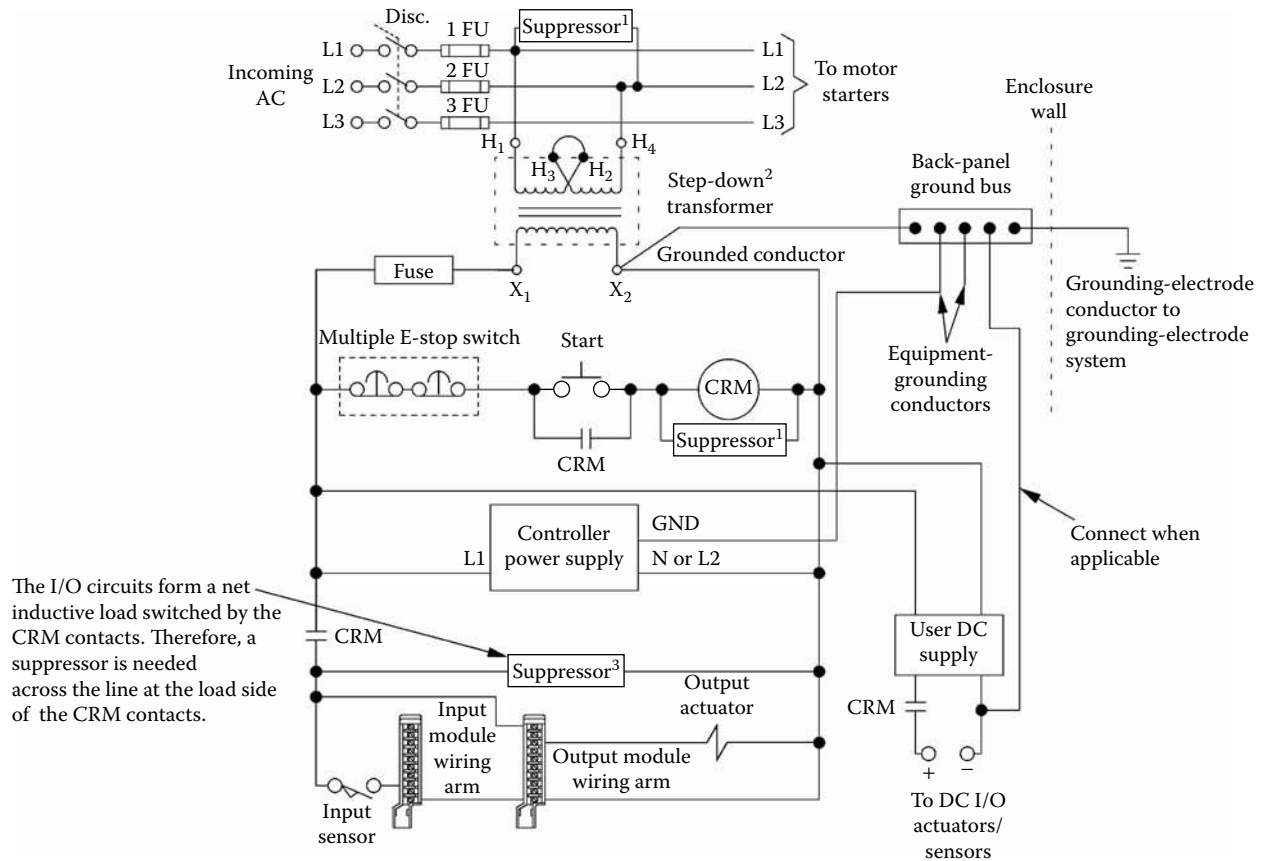 Disc.
1 FU
Suppressor1
L1
L1
Incoming
AC
2 FU
L2
L2
To motor
starters
3 FU
L3
L3
Enclosure
wall
H1
H4
H3
H2
Back-panel
ground bus
Step-down2
transformer
Grounded conductor
Fuse
X1
X2
Grounding-electrode
conductor to
grounding-electrode
system
Multiple E-stop switch
Start
CRM
Equipment-
grounding
conductors
Suppressor1
CRM
Controller
power supply
GND
L1
N or L2
Connect when
applicable
The I/O circuits form a net
inductive load switched by the
CRM contacts. Therefore, a
suppressor is needed
across the line at the load side
of the CRM contacts.
CRM
Suppressor3
User DC
supply
Output
actuator
CRM
Input
module
wiring
arm
Output module
wiring arm
+
−
Input
sensor
To DC I/O
actuators/
sensors